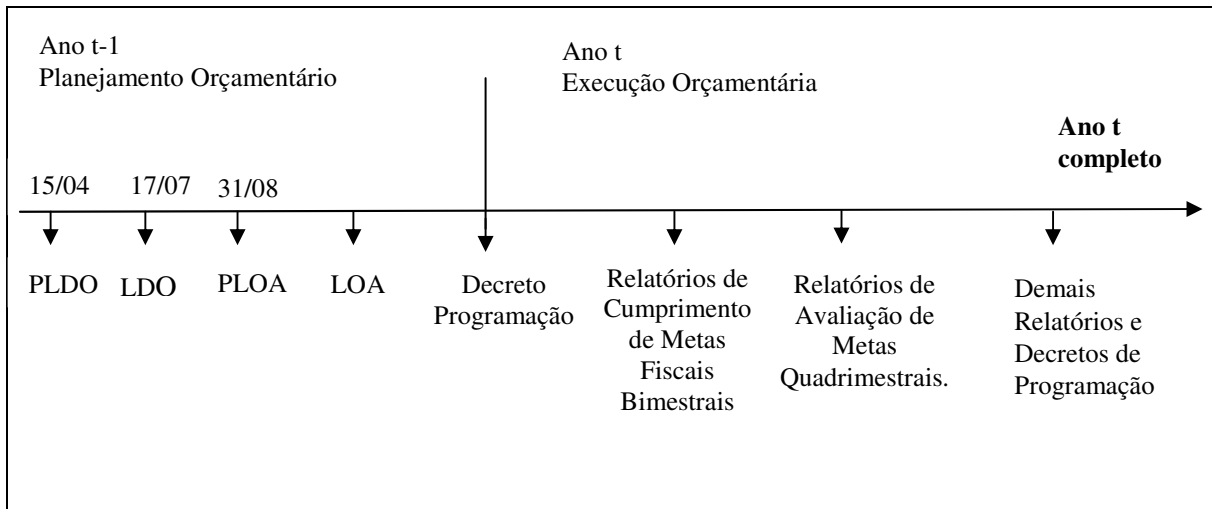 Ano t-1
Planejamento Orçamentário
Ano t
Execução Orçamentária
Ano t
completo
15/04
17/07
31/08
PLDO
LDO
PLOA
LOA
Decreto
Programação
Relatórios de
Cumprimento
de Metas
Fiscais
Bimestrais
Relatórios de
Avaliação de
Metas
Quadrimestrais.
Demais
Relatórios e
Decretos de
Programação